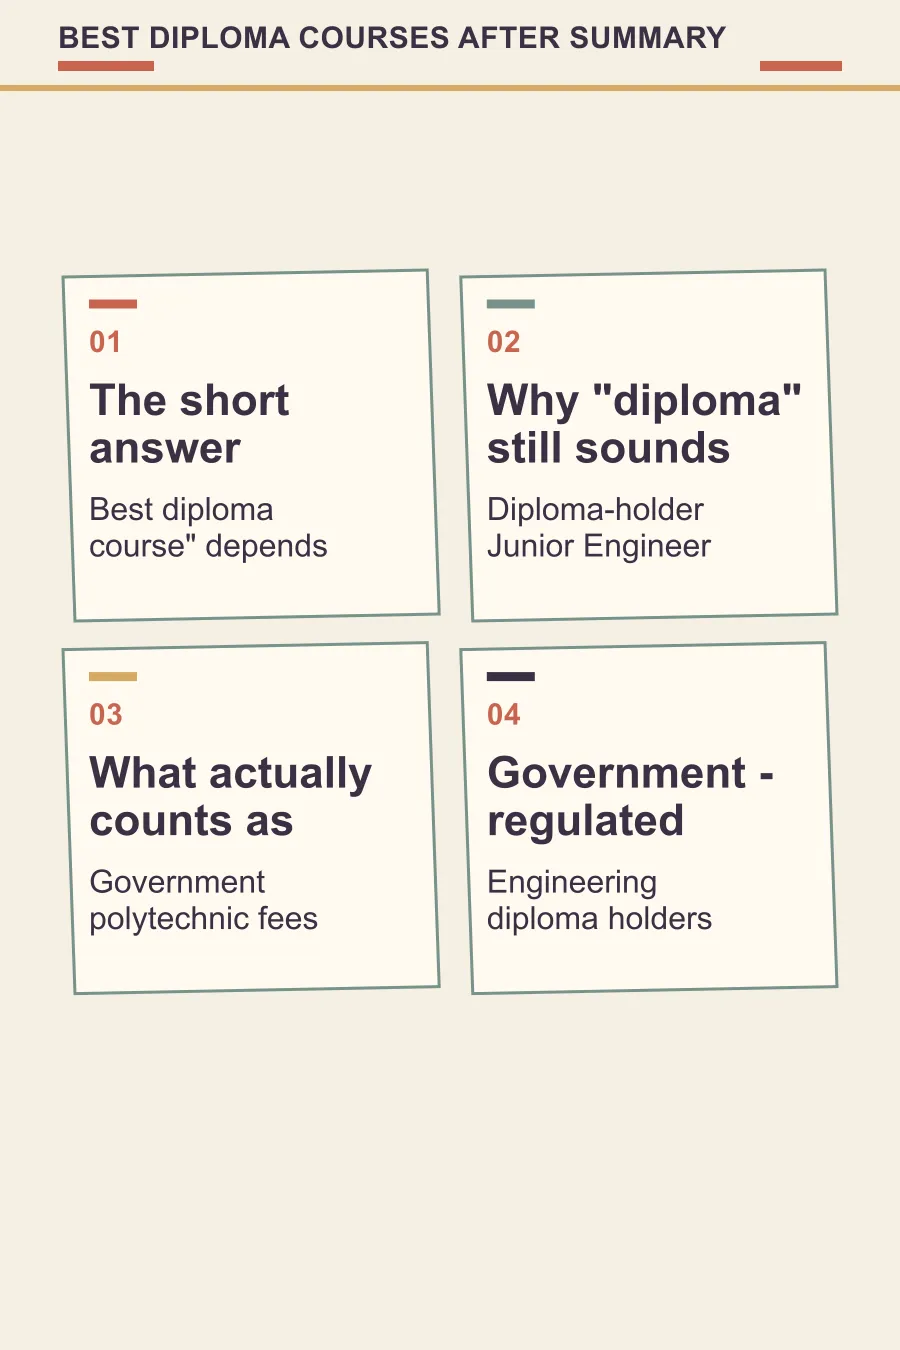 BEST DIPLOMA COURSES AFTER SUMMARY
01
The short
answer
Best diploma
course" depends
02
Why "diploma"
still sounds
Diploma-holder
Junior Engineer
03
What actually
counts as
Government
polytechnic fees
04
Government -
regulated
Engineering
diploma holders